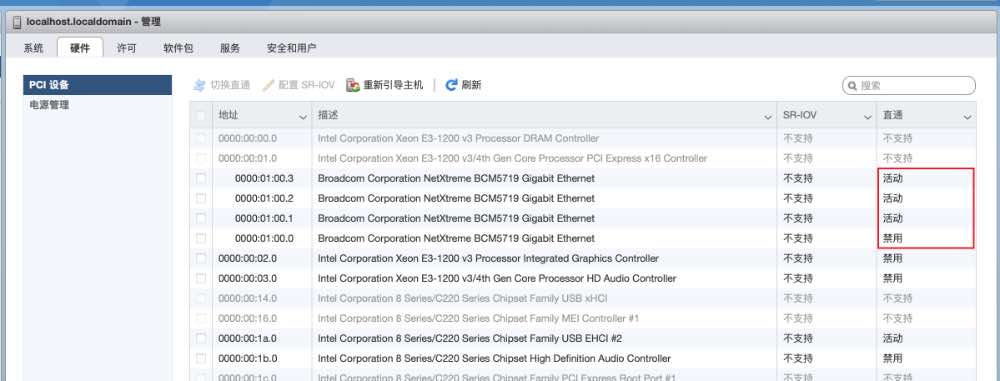 localhost.localdomain - 管理
系统 硬件 许可 软件包 服务 安全和用户
PCI 设备
电源管理
切换直通 配置 SR-IOV 重新引导主机 刷新 搜索
地址 描述 SR-IOV 直通
0000:00:00.0 Intel Corporation Xeon E3-1200 v3 Processor DRAM Controller 不支持 不支持
0000:00:01.0 Intel Corporation Xeon E3-1200 v3/4th Gen Core Processor PCI Express x16 Controller 不支持 不支持
0000:01:00.3 Broadcom Corporation NetXtreme BCM5719 Gigabit Ethernet 不支持 活动
0000:01:00.2 Broadcom Corporation NetXtreme BCM5719 Gigabit Ethernet 不支持 活动
0000:01:00.1 Broadcom Corporation NetXtreme BCM5719 Gigabit Ethernet 不支持 活动
0000:01:00.0 Broadcom Corporation NetXtreme BCM5719 Gigabit Ethernet 不支持 禁用
0000:00:02.0 Intel Corporation Xeon E3-1200 v3 Processor Integrated Graphics Controller 不支持 禁用
0000:00:03.0 Intel Corporation Xeon E3-1200 v3/4th Gen Core Processor HD Audio Controller 不支持 禁用
0000:00:14.0 Intel Corporation 8 Series/C220 Series Chipset Family USB xHCI 不支持 不支持
0000:00:16.0 Intel Corporation 8 Series/C220 Series Chipset Family MEI Controller #1 不支持 不支持
0000:00:1a.0 Intel Corporation 8 Series/C220 Series Chipset Family USB EHCI #2 不支持 活动
0000:00:1b.0 Intel Corporation 8 Series/C220 Series Chipset High Definition Audio Controller 不支持 禁用
0000:00:1c.0 Intel Corporation 8 Series/C220 Series Chipset Family PCI Express Root Port #1 不支持 不支持